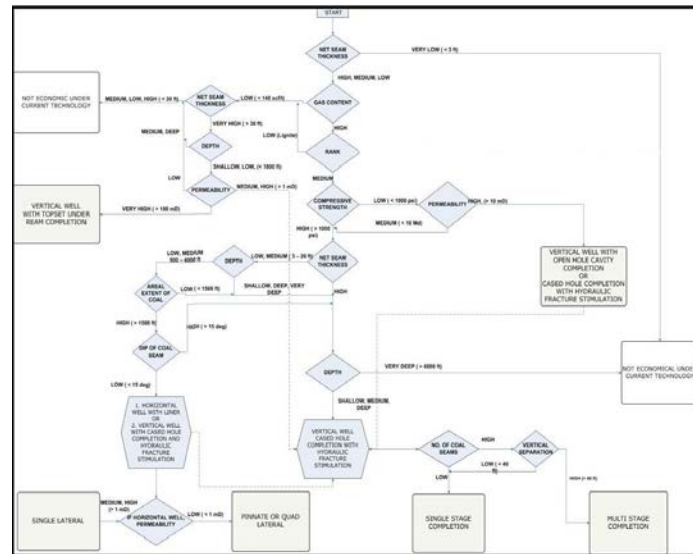 START
NET SEAM
THICKNESS
VERY LOW (< 3 ft)
HIGH, MEDIUM, LOW
NOT ECONOMIC UNDER
CURRENT TECHNOLOGY
MEDIUM, LOW, HIGH (< 30 ft)
NET SEAM
THICKNESS
LOW (< 140 scf/t)
GAS CONTENT
VERY HIGH > 30 ft)
HIGH
MEDIUM, DEEP
LOW (Lignite)
DEPTH
RANK
SHALLOW, LOW, (< 1800 ft)
MEDIUM
LOW
PERMEABILITY
MEDIUM, HIGH (> 1 mD)
COMPRESSIVE
STRENGTH
LOW (< 1000 psi)
PERMEABILITY
HIGH, (> 10 mD)
VERTICAL WELL
WITH TOPSET UNDER
REAM COMPLETION
VERY HIGH (> 100 mD)
MEDIUM (< 10 Md)
HIGH (> 1000
psi)
LOW, MEDIUM
500 – 6000 ft
DEPTH
LOW, MEDIUM ( 3 – 20 ft)
NET SEAM
THICKNESS
VERTICAL WELL WITH
OPEN HOLE CAVITY
COMPLETION
OR
CASED HOLE COMPLETION
WITH HYDRAULIC
FRACTURE STIMULATION
AREAL
EXTENT OF
COAL
LOW ( < 1500 ft)
SHALLOW, DEEP, VERY
DEEP
HIGH
HIGH ( > 1500 ft)
(> 15 deg)
DIP OF COAL
SEAM
DEPTH
VERY DEEP ( > 6000 ft)
NOT ECONOMICAL UNDER
CURRENT TECHNOLOGY
LOW ( < 15 deg)
SHALLOW, MEDIUM,
DEEP
1. HORIZONTAL
WELL WITH LINER
OR
2. VERTICAL WELL
WITH CASED HOLE
COMPLETION AND
HYDRAULIC
FRACTURE
STIMULATION
VERTICAL WELL
CASED HOLE
COMPLETION WITH
HYDRAULIC
FRACTURE
STIMULATION
NO. OF COAL
SEAMS
HIGH
VERTICAL
SEPARATION
LOW
LOW ( < 40
ft)
HIGH (> 40 ft)
SINGLE LATERAL
MEDIUM, HIGH
(> 1 mD)
IF HORIZONTAL WELL,
PERMEABILITY
LOW ( < 1 mD)
PINNATE OR QUAD
LATERAL
SINGLE STAGE
COMPLETION
MULTI STAGE
COMPLETION